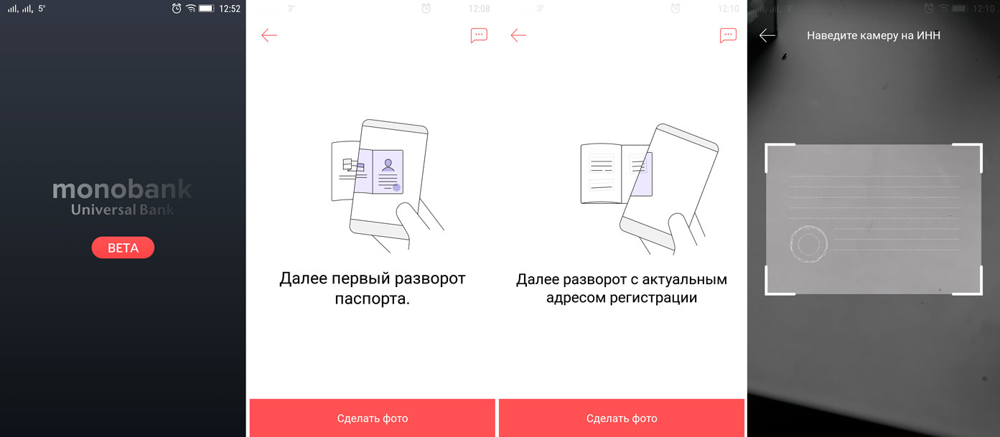 5°
12:52
monobank
Universal Bank
BETA
3°
12:08
Далее первый разворот
паспорта.
Сделать фото
3°
12:10
Далее разворот с актуальным
адресом регистрации
Сделать фото
3°
12:10
Наведите камеру на ИНН